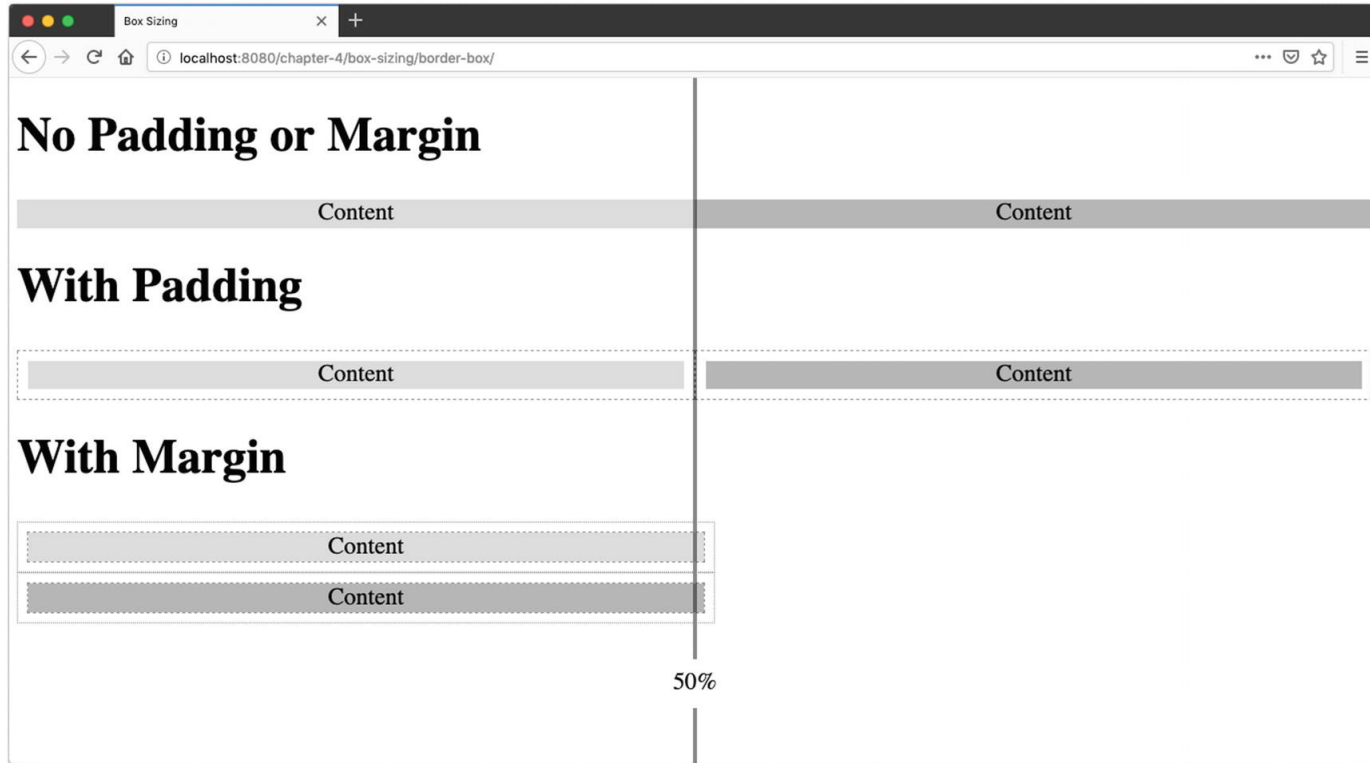 Box Sizing
localhost:8080/chapter-4/box-sizing/border-box/
No Padding or Margin
Content Content
With Padding
Content Content
With Margin
Content
Content
50%